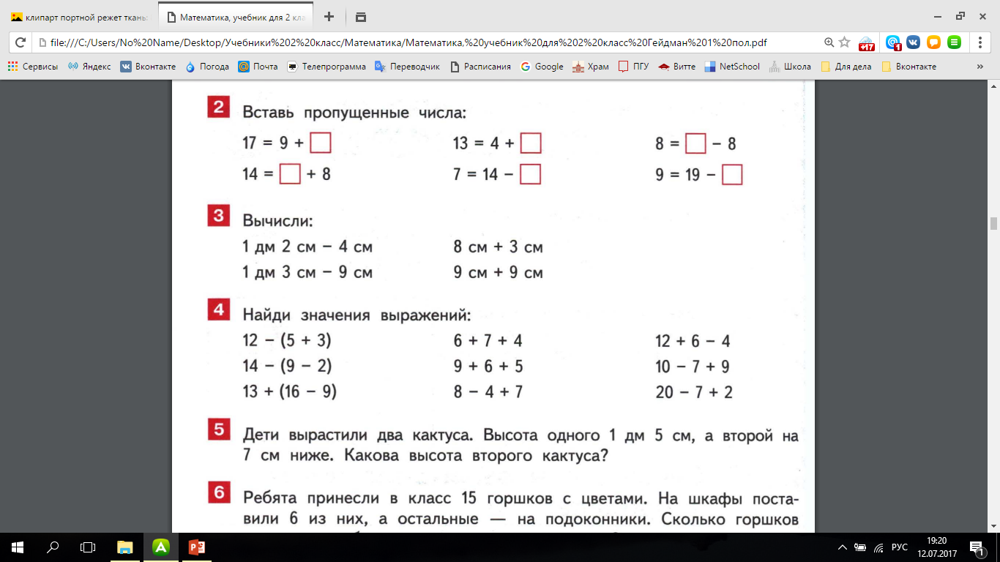 клипарт портной режет ткань:
Математика, учебник для 2 кла
file:///C:/Users/No%20Name/Desktop/Учебники%202%20класс/Математика/Математика,%20учебник%20для%202%20класс%20Гейдман%201%20пол.pdf
+17
1
Сервисы Яндекс Вконтакте Погода Почта Телепрограмма Переводчик Расписания Google Храм ПГУ Витте NetSchool Школа Для дела Вконтакте »
2 Вставь пропущенные числа:
17 = 9 + □ 13 = 4 + □ 8 = □ − 8
14 = □ + 8 7 = 14 − □ 9 = 19 − □
3 Вычисли:
1 дм 2 см − 4 см 8 см + 3 см
1 дм 3 см − 9 см 9 см + 9 см
4 Найди значения выражений:
12 − (5 + 3) 6 + 7 + 4 12 + 6 − 4
14 − (9 − 2) 9 + 6 + 5 10 − 7 + 9
13 + (16 − 9) 8 − 4 + 7 20 − 7 + 2
5 Дети вырастили два кактуса. Высота одного 1 дм 5 см, а второй на
7 см ниже. Какова высота второго кактуса?
6 Ребята принесли в класс 15 горшков с цветами. На шкафы поста-
вили 6 из них, а остальные — на подоконники. Сколько горшков
РУС
19:20
12.07.2017
1